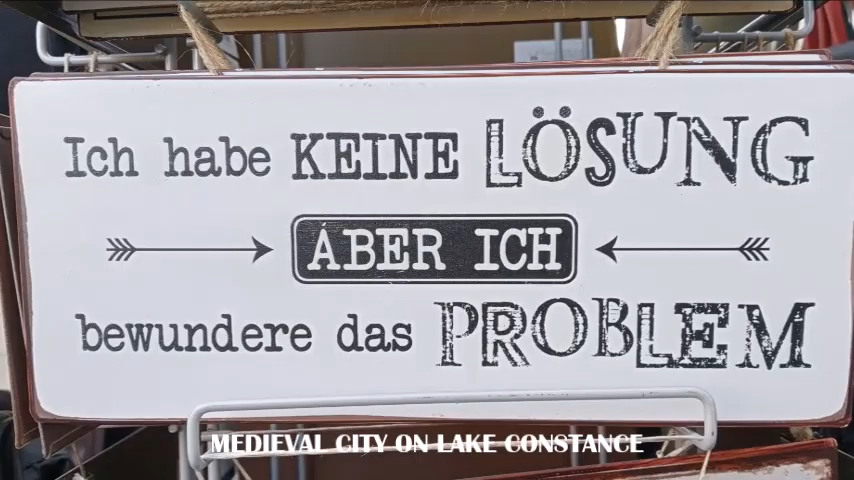 Ich habe KEINE LÖSUNG
ABER ICH
bewundere das PROBLEM
MEDIEVAL CITY ON LAKE CONSTANCE